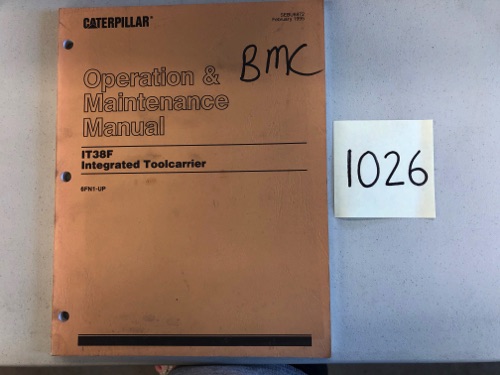 CATERPILLAR®
February 1995
BMC
Operation &
Maintenance
Manual
IT38F
Integrated Toolcarrier
6FN1-UP
1026